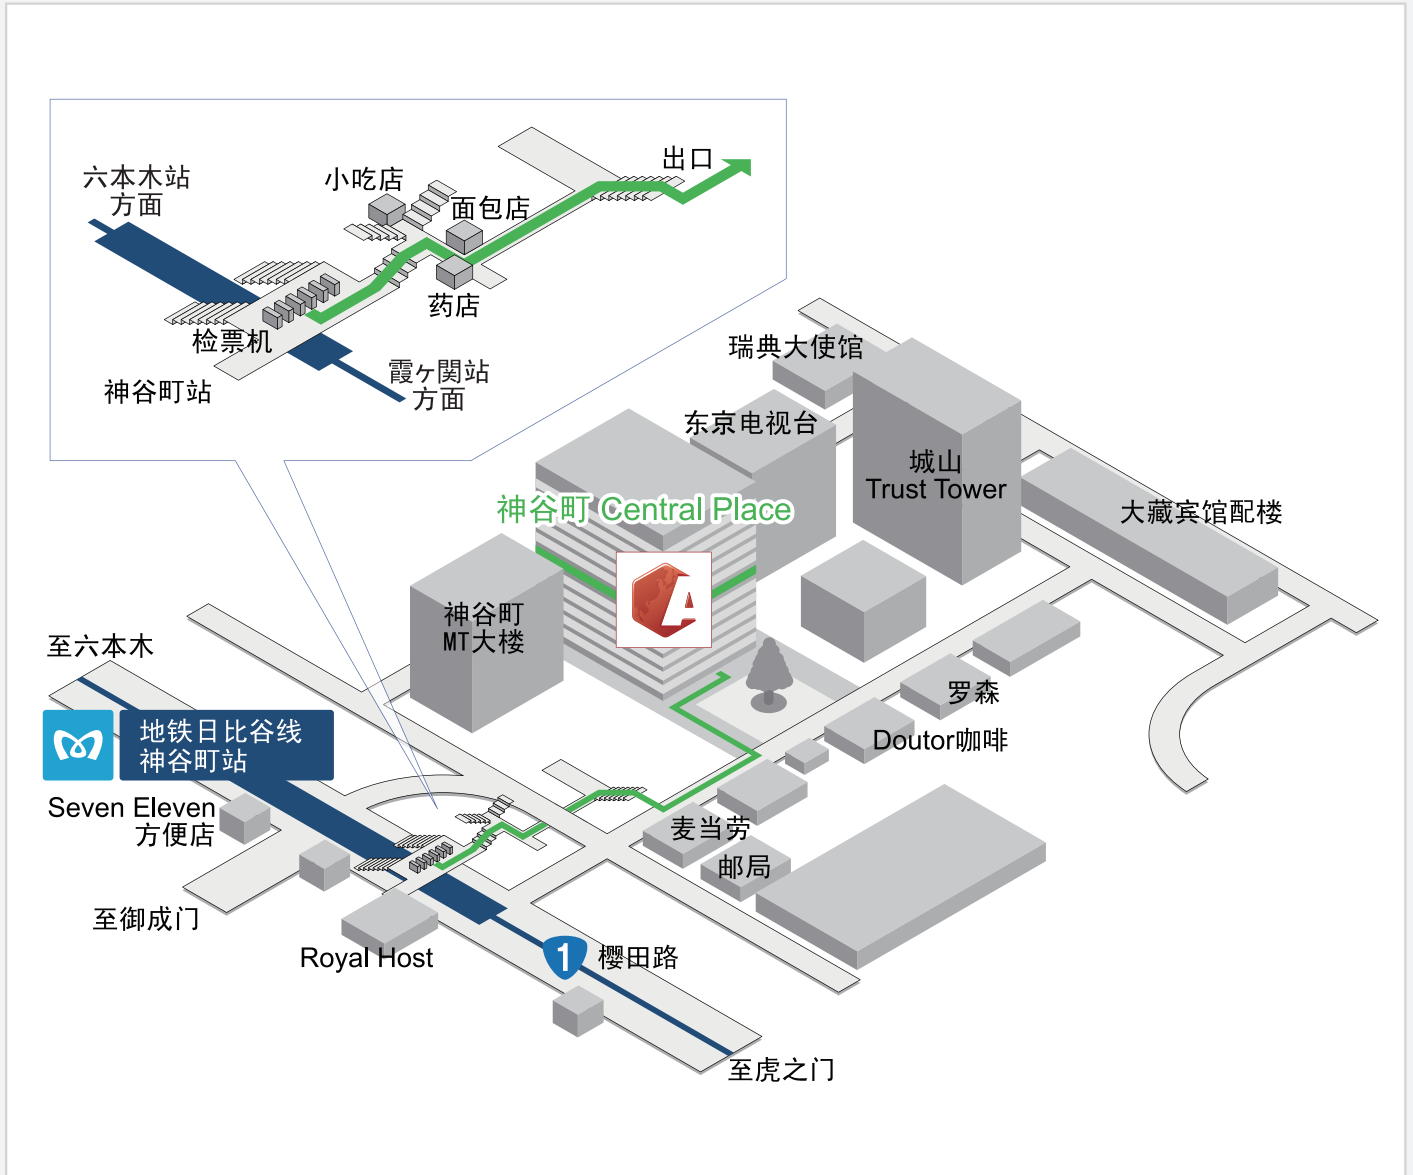 六本木站
方面
小吃店
面包店
出口
药店
检票机
神谷町站
霞ヶ関站
方面
瑞典大使馆
东京电视台
城山
Trust Tower
大藏宾馆配楼
神谷町 Central Place
A
神谷町
MT大楼
至六本木
地铁日比谷线
神谷町站
罗森
Doutor咖啡
Seven Eleven
方便店
麦当劳
邮局
至御成门
Royal Host
1
樱田路
至虎之门